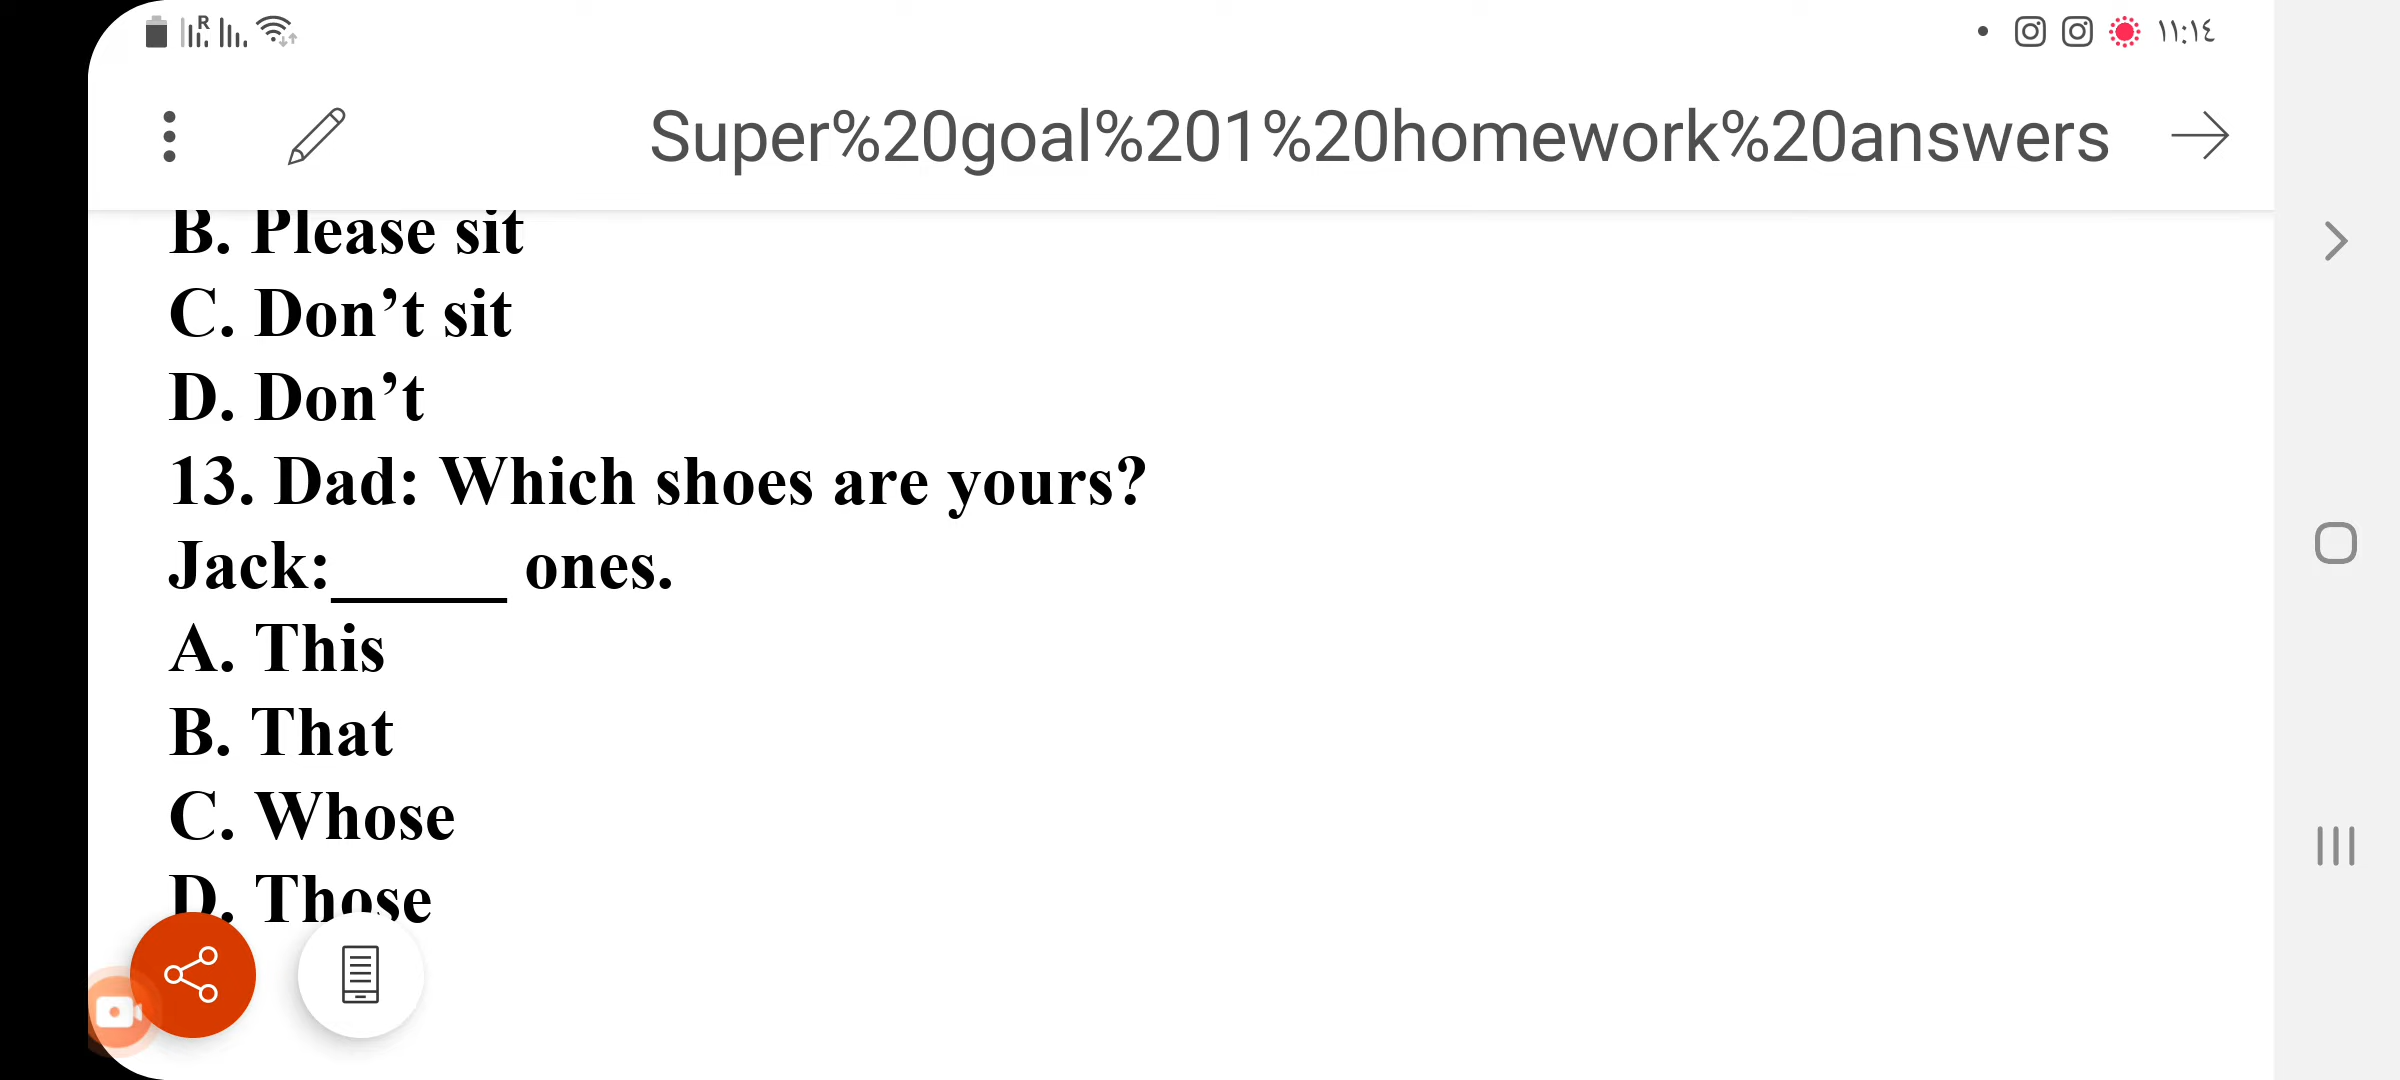 R ١١:١٤
Super%20goal%201%20homework%20answers
B. Please sit
C. Don’t sit
D. Don’t
13. Dad: Which shoes are yours?
Jack:_____ ones.
A. This
B. That
C. Whose
D. Those